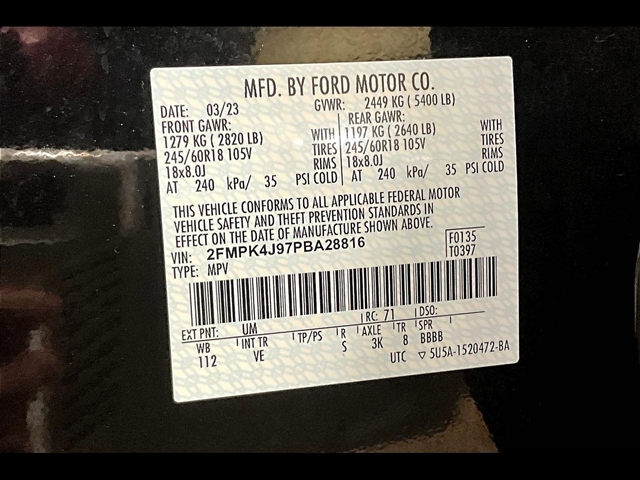 MFD. BY FORD MOTOR CO.
DATE: 03/23 GVWR: 2449 KG ( 5400 LB)
FRONT GAWR: REAR GAWR:
1279 KG ( 2820 LB) WITH 1197 KG ( 2640 LB) WITH
245/60R18 105V TIRES 245/60R18 105V TIRES
18x8.0J RIMS 18x8.0J RIMS
AT 240 kPa/ 35 PSI COLD AT 240 kPa/ 35 PSI COLD
THIS VEHICLE CONFORMS TO ALL APPLICABLE FEDERAL MOTOR
VEHICLE SAFETY AND THEFT PREVENTION STANDARDS IN
EFFECT ON THE DATE OF MANUFACTURE SHOWN ABOVE.
VIN: 2FMPK4J97PBA28816 F0135
TYPE: MPV T0397
EXT PNT: UM RC: 71 DSO:
WB INT TR TP/PS R AXLE TR SPR
112 VE S 3K 8 BBBB
UTC ▽ 5U5A-1520472-BA